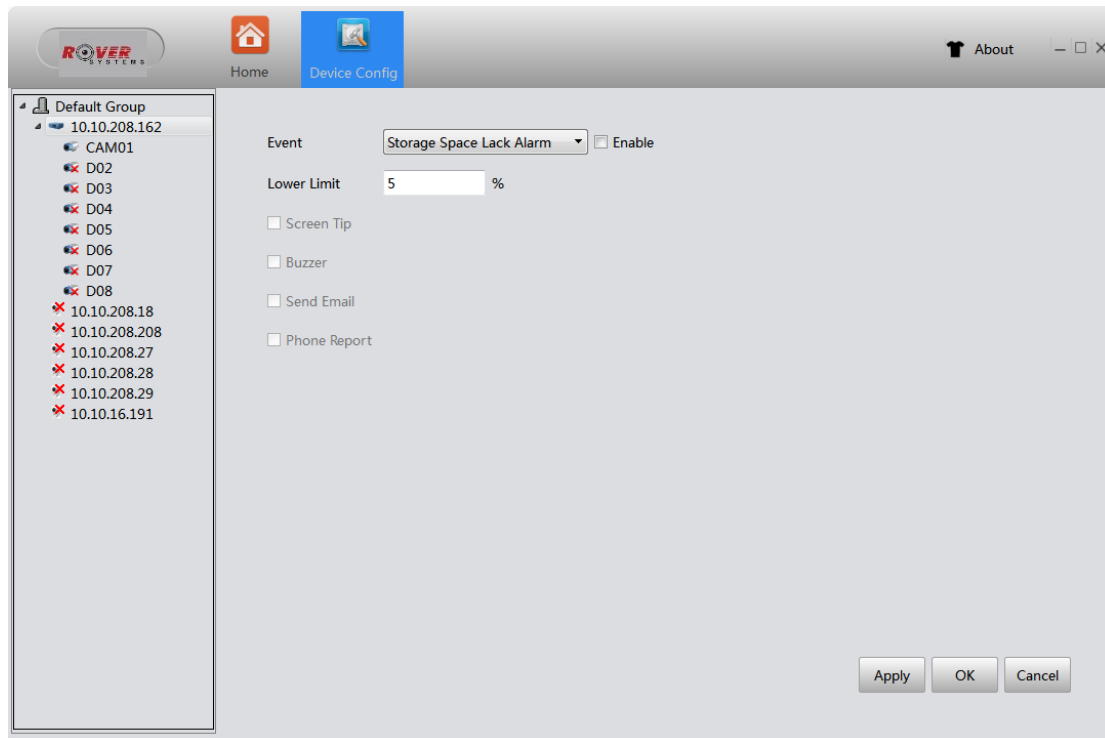 ROVER
SYSTEMS
Home
Device Config
About
Default Group
10.10.208.162
CAM01
D02
D03
D04
D05
D06
D07
D08
10.10.208.18
10.10.208.208
10.10.208.27
10.10.208.28
10.10.208.29
10.10.16.191
Event Storage Space Lack Alarm Enable
Lower Limit 5 %
Screen Tip
Buzzer
Send Email
Phone Report
Apply OK Cancel